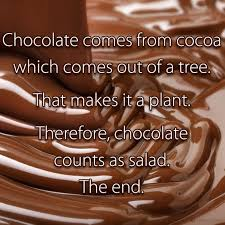 Chocolate comes from cocoa
which comes out of a tree.
That makes it a plant.
Therefore, chocolate
counts as salad.
The end.